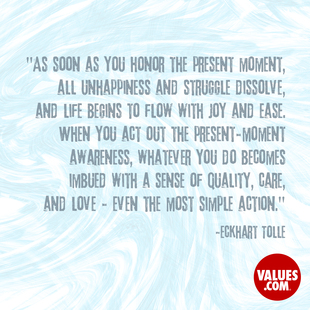 "AS SOON AS YOU HONOR THE PRESENT MOMENT,
ALL UNHAPPINESS AND STRUGGLE DISSOLVE,
AND LIFE BEGINS TO FLOW WITH JOY AND EASE.
WHEN YOU ACT OUT THE PRESENT-MOMENT
AWARENESS, WHATEVER YOU DO BECOMES
IMBUED WITH A SENSE OF QUALITY, CARE,
AND LOVE - EVEN THE MOST SIMPLE ACTION."
-ECKHART TOLLE
VALUES
.COM